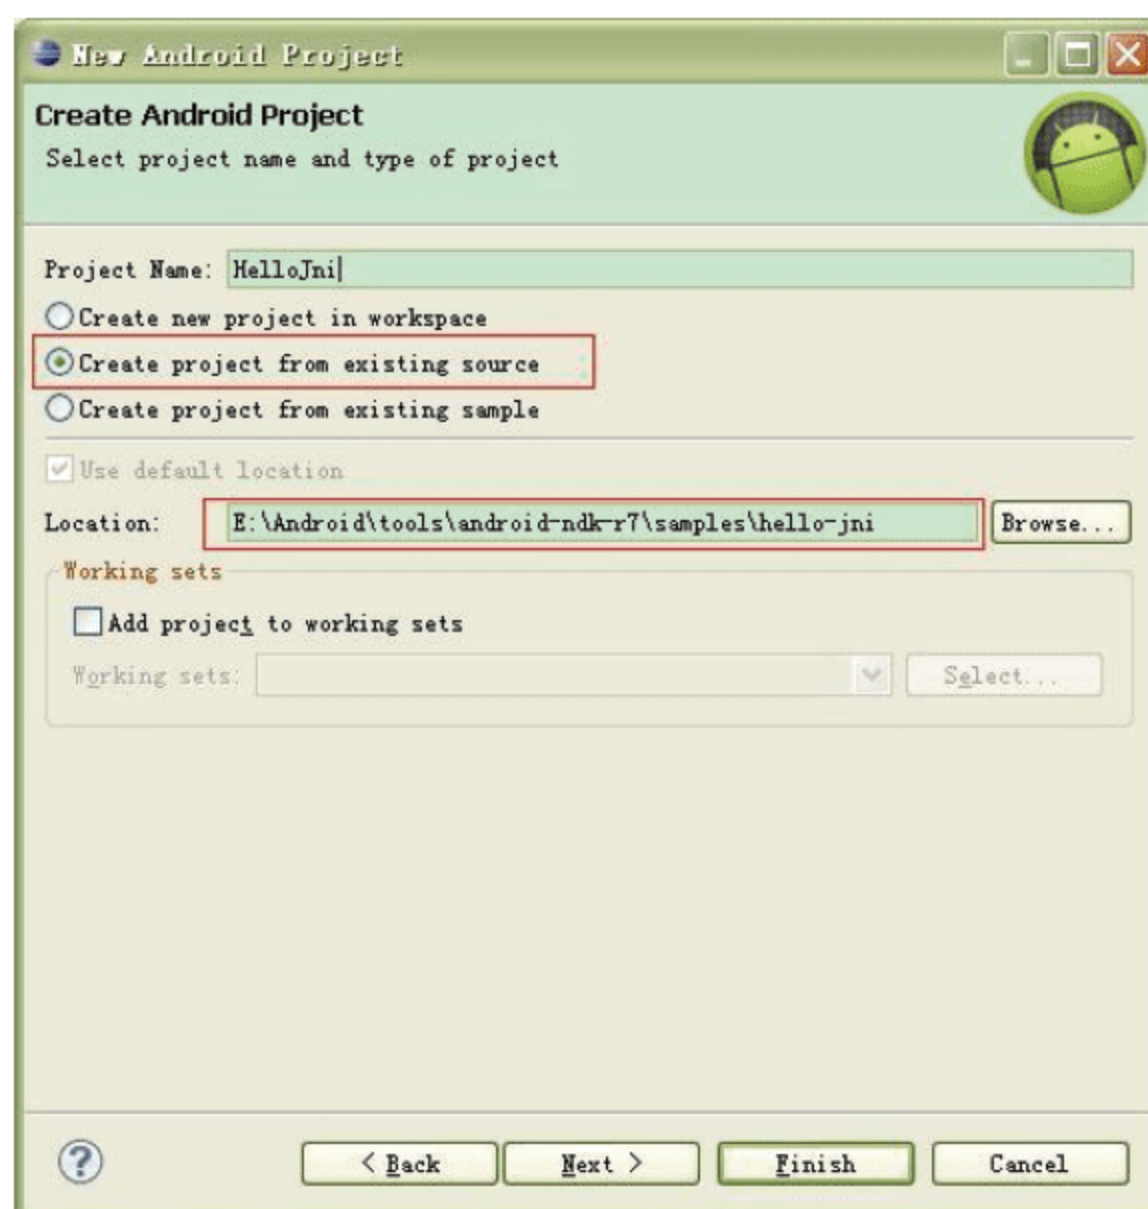 New Android Project
Create Android Project
Select project name and type of project
Project Name: HelloJni
Create new project in workspace
Create project from existing source
Create project from existing sample
Use default location
Location: E:\Android\tools\android-ndk-r7\samples\hello-jni Browse...
Working sets
Add project to working sets
Working sets: Select...
? < Back Next > Finish Cancel